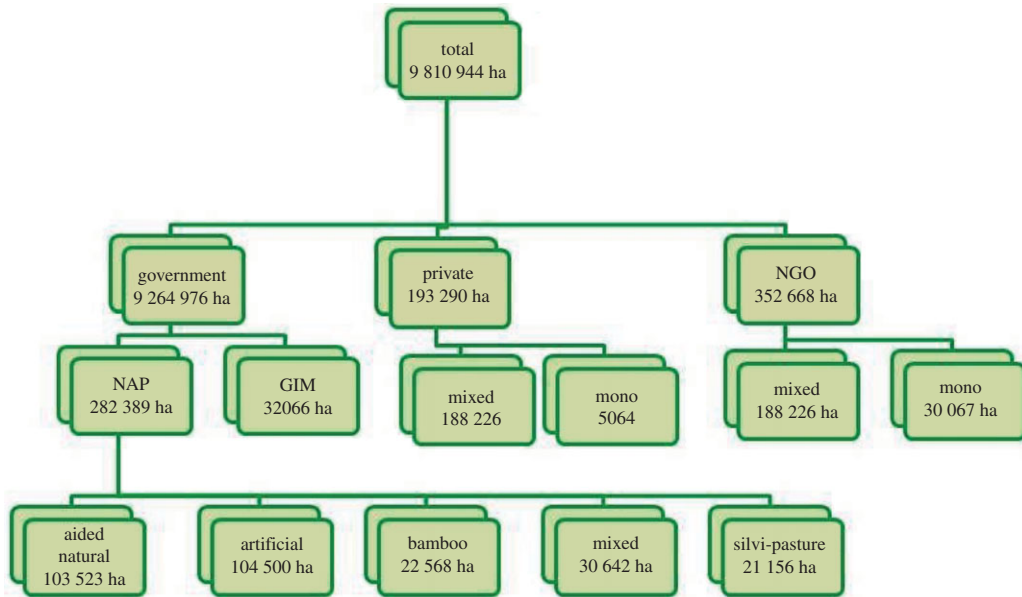 total
9 810 944 ha
government
9 264 976 ha
private
193 290 ha
NGO
352 668 ha
NAP
282 389 ha
GIM
32066 ha
mixed
188 226
mono
5064
mixed
188 226 ha
mono
30 067 ha
aided
natural
103 523 ha
artificial
104 500 ha
bamboo
22 568 ha
mixed
30 642 ha
silvi-pasture
21 156 ha